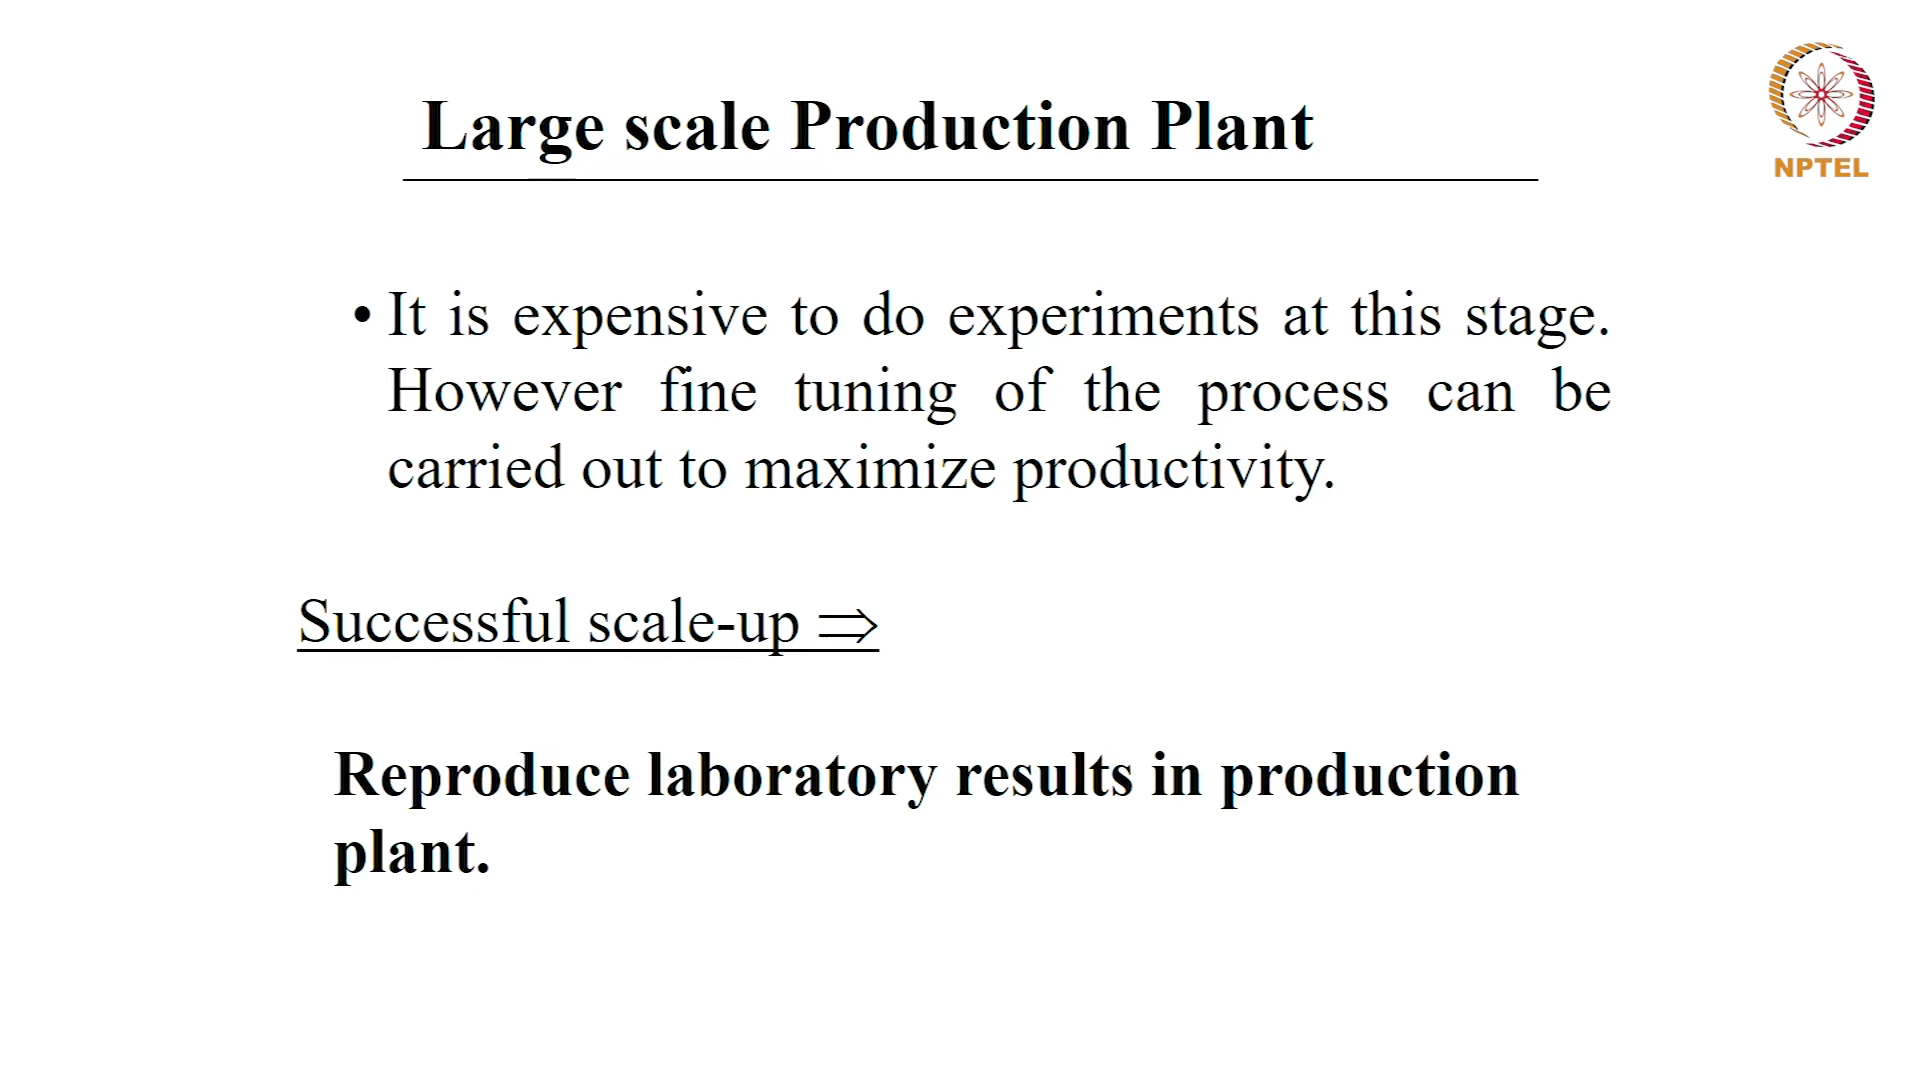 Large scale Production Plant
NPTEL
• It is expensive to do experiments at this stage.
However fine tuning of the process can be
carried out to maximize productivity.
Successful scale-up ⇒
Reproduce laboratory results in production
plant.